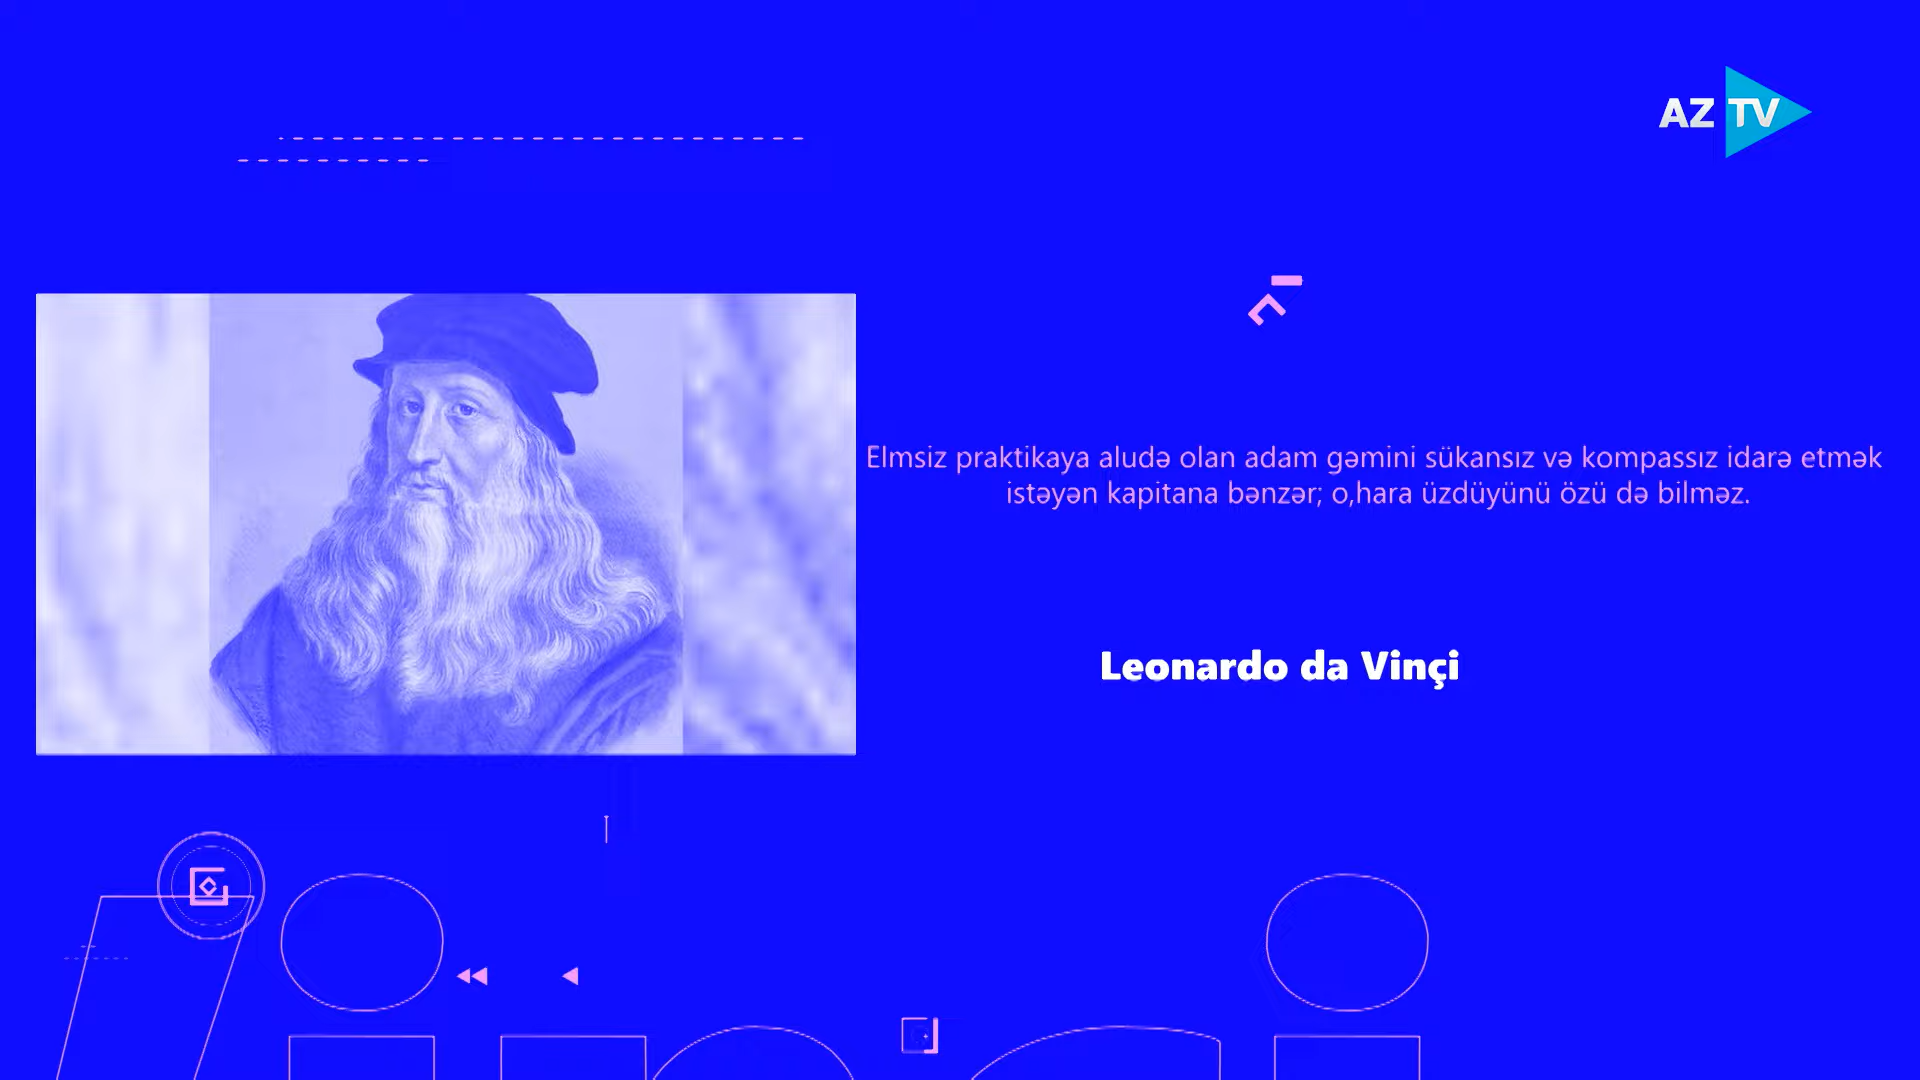 AZ TV
Elmsiz praktikaya aludə olan adam gəmini sükansız və kompassız idarə etmək
istəyən kapitana bənzər; o,hara üzdüyünü özü də bilməz.
Leonardo da Vinçi